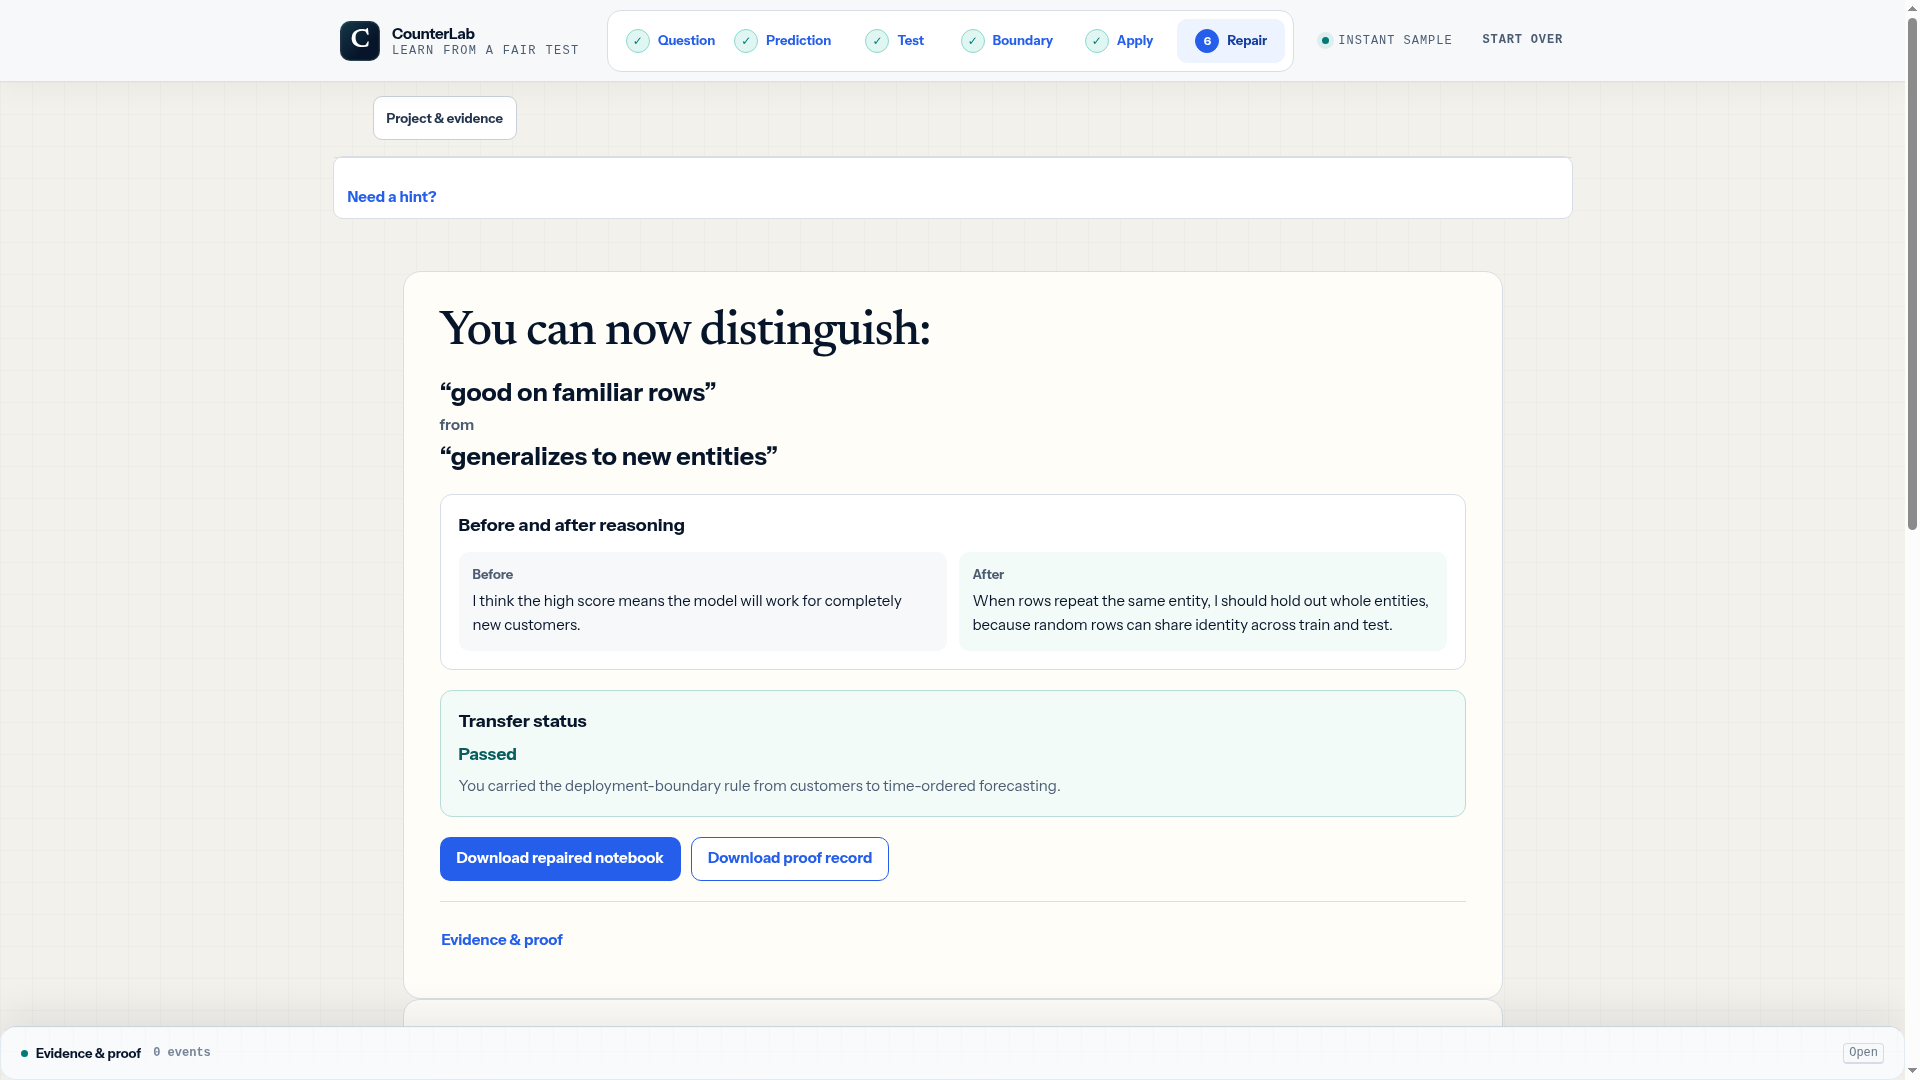 C
CounterLab
LEARN FROM A FAIR TEST
✓ Question
✓ Prediction
✓ Test
✓ Boundary
✓ Apply
6 Repair
INSTANT SAMPLE
START OVER
Project & evidence
Need a hint?
You can now distinguish:
“good on familiar rows”
from
“generalizes to new entities”
Before and after reasoning
Before
I think the high score means the model will work for completely
new customers.
After
When rows repeat the same entity, I should hold out whole entities,
because random rows can share identity across train and test.
Transfer status
Passed
You carried the deployment-boundary rule from customers to time-ordered forecasting.
Download repaired notebook
Download proof record
Evidence & proof
Evidence & proof 0 events
Open